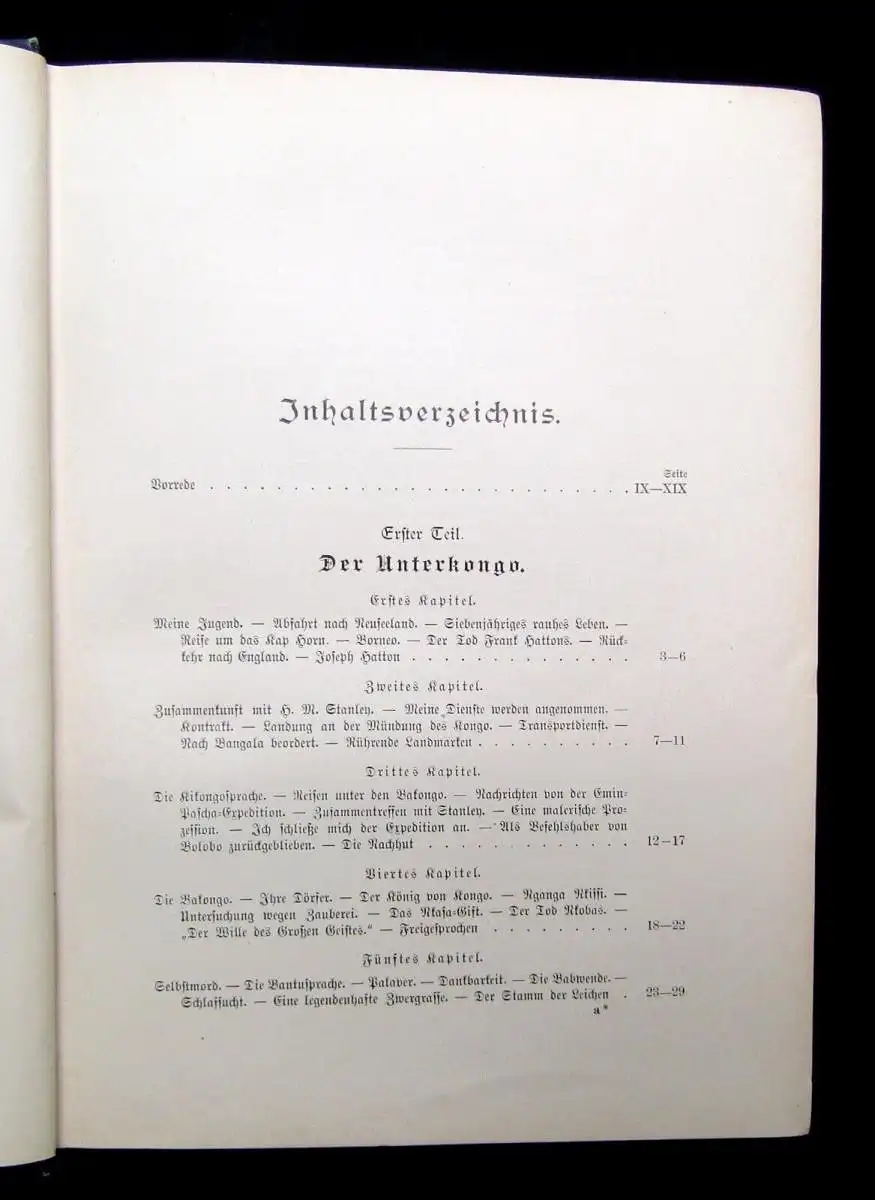 Inhaltsverzeichnis.
Seite
Vorrede . . . . . . . . . . . . . . . . . . . . . . . . . . IX—XIX
Erster Teil.
Der Unterkongo.
Erstes Kapitel.
Meine Jugend. — Abfahrt nach Neuseeland. — Siebenjähriges rauhes Leben. —
Reise um das Kap Horn. — Borneo. — Der Tod Frank Hattons. — Rück-
kehr nach England. — Joseph Hatton . . . . . . . . . . . . . . 3—6
Zweites Kapitel.
Zusammenkunft mit H. M. Stanley. — Meine „Dienste werden angenommen. —
Kontrakt. — Landung an der Mündung des Kongo. — Transportdienst. —
Nach Bangala beordert. — Rührende Landmarken . . . . . . . . . . 7—11
Drittes Kapitel.
Die Kikongosprache. — Reisen unter den Bakongo. — Nachrichten von der Emin-
Pascha-Expedition. — Zusammentreffen mit Stanley. — Eine malerische Pro-
zession. — Ich schließe mich der Expedition an. — Als Befehlshaber von
Bolobo zurückgeblieben. — Die Nachhut . . . . . . . . . . . . . 12—17
Viertes Kapitel.
Die Bakongo. — Ihre Dörfer. — Der König von Kongo. — Nganga Nkissi. —
Untersuchung wegen Zauberei. — Das Nkasa-Gift. — Der Tod Nkobas. —
„Der Wille des Großen Geistes.“ — Freigesprochen . . . . . . . . . 18—22
Fünftes Kapitel.
Selbstmord. — Die Bantusprache. — Palaver. — Dankbarkeit. — Die Babwende. —
Schlafsucht. — Eine legendenhafte Zwergrasse. — Der Stamm der Leichen . 23—29
a*